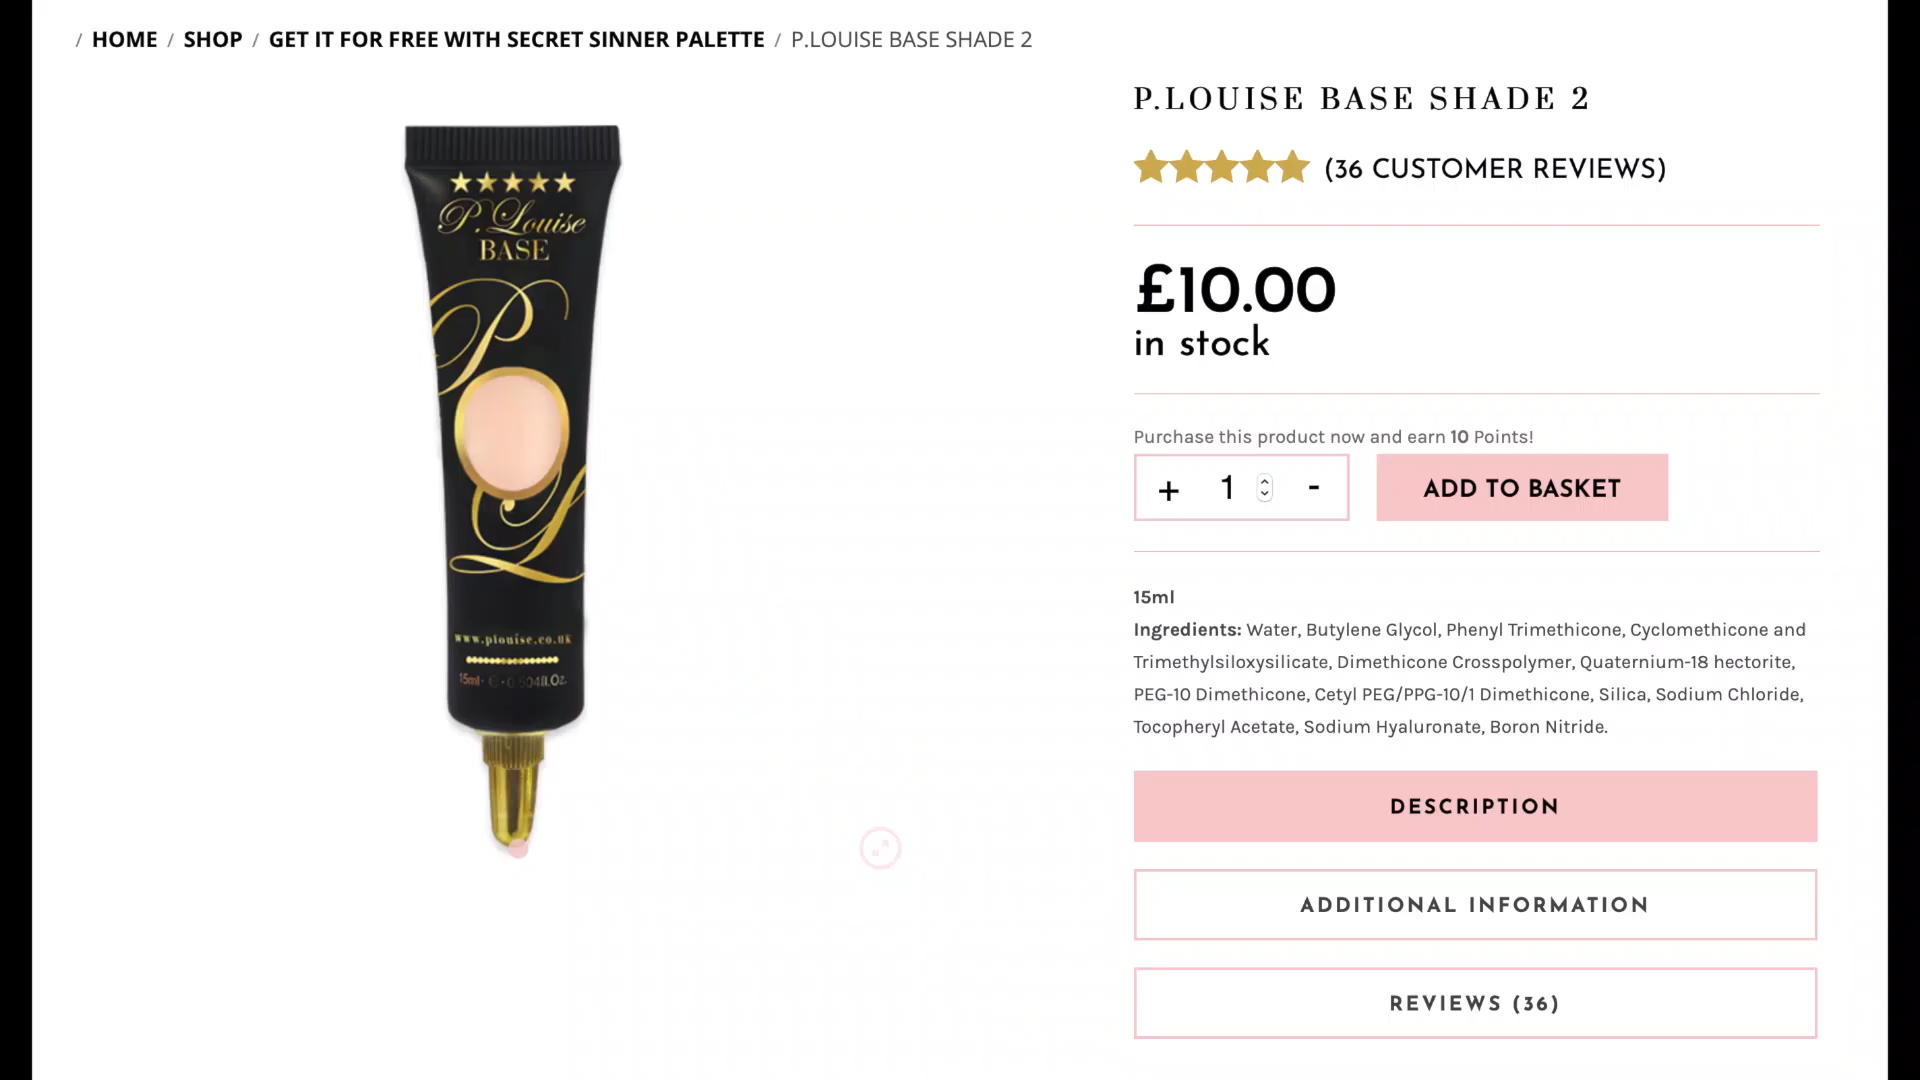 / HOME / SHOP / GET IT FOR FREE WITH SECRET SINNER PALETTE / P.LOUISE BASE SHADE 2
P.Louise
BASE
P
L
www.plouise.co.uk
15ml · e · 0.504fl.Oz.
P.LOUISE BASE SHADE 2
(36 CUSTOMER REVIEWS)
£10.00
in stock
Purchase this product now and earn 10 Points!
+ 1 -
ADD TO BASKET
15ml
Ingredients: Water, Butylene Glycol, Phenyl Trimethicone, Cyclomethicone and
Trimethylsiloxysilicate, Dimethicone Crosspolymer, Quaternium-18 hectorite,
PEG-10 Dimethicone, Cetyl PEG/PPG-10/1 Dimethicone, Silica, Sodium Chloride,
Tocopheryl Acetate, Sodium Hyaluronate, Boron Nitride.
DESCRIPTION
ADDITIONAL INFORMATION
REVIEWS (36)